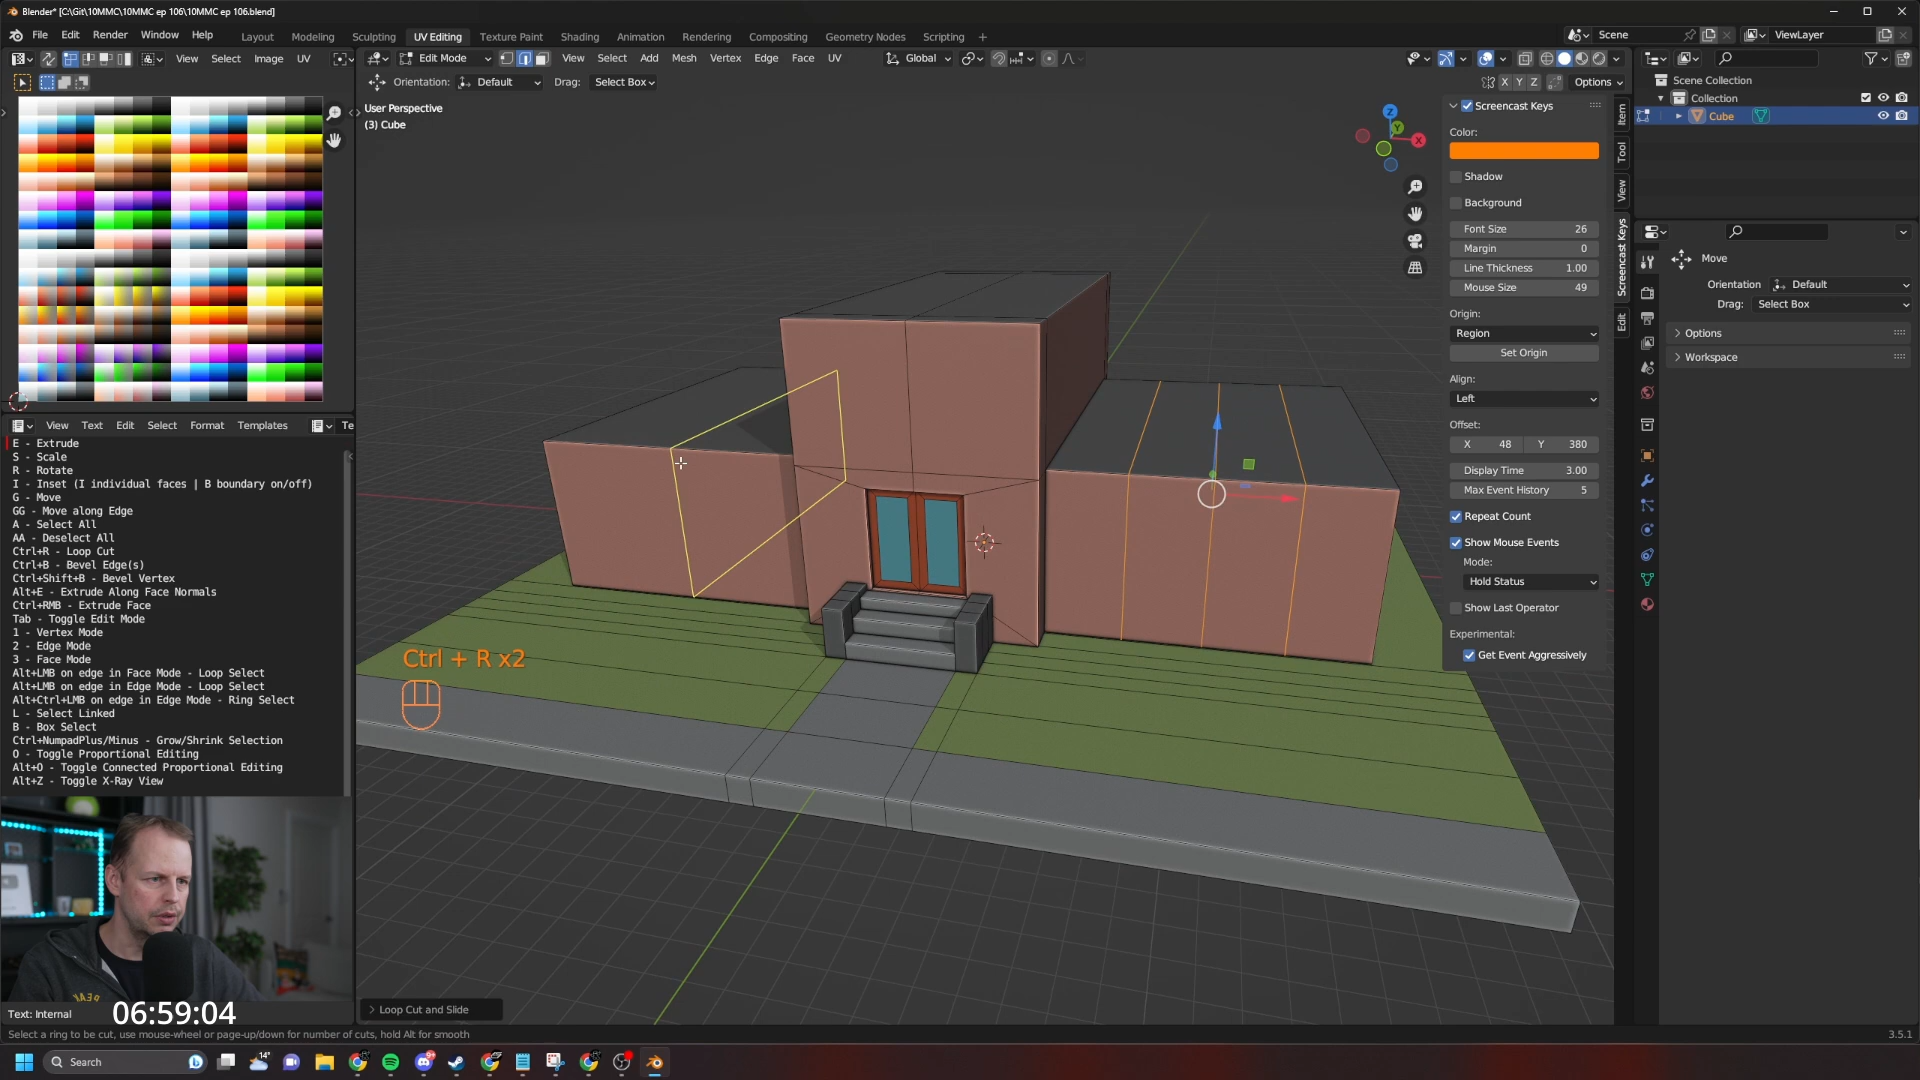 Blender* [C:\Git\10MMC\10MMC ep 106\10MMC ep 106.blend]
File Edit Render Window Help Layout Modeling Sculpting UV Editing Texture Paint Shading Animation Rendering Compositing Geometry Nodes Scripting + Scene ViewLayer
View Select Image UV Edit Mode View Select Add Mesh Vertex Edge Face UV Global
Orientation: Default Drag: Select Box X Y Z Options
User Perspective
(3) Cube
Z
Y
X
Screencast Keys
Color:
Shadow
Background
Font Size 26
Margin 0
Line Thickness 1.00
Mouse Size 49
Origin:
Region
Set Origin
Align:
Left
Offset:
X 48 Y 380
Display Time 3.00
Max Event History 5
Repeat Count
Show Mouse Events
Mode:
Hold Status
Show Last Operator
Experimental:
Get Event Aggressively
Item
Tool
View
Screencast Keys
Edit
Scene Collection
Collection
Cube
Move
Orientation Default
Drag: Select Box
Options
Workspace
View Text Edit Select Format Templates Te
E - Extrude
S - Scale
R - Rotate
I - Inset (I individual faces | B boundary on/off)
G - Move
GG - Move along Edge
A - Select All
AA - Deselect All
Ctrl+R - Loop Cut
Ctrl+B - Bevel Edge(s)
Ctrl+Shift+B - Bevel Vertex
Alt+E - Extrude Along Face Normals
Ctrl+RMB - Extrude Face
Tab - Toggle Edit Mode
1 - Vertex Mode
2 - Edge Mode
3 - Face Mode
Alt+LMB on edge in Face Mode - Loop Select
Alt+LMB on edge in Edge Mode - Loop Select
Alt+Ctrl+LMB on edge in Edge Mode - Ring Select
L - Select Linked
B - Box Select
Ctrl+NumpadPlus/Minus - Grow/Shrink Selection
O - Toggle Proportional Editing
Alt+O - Toggle Connected Proportional Editing
Alt+Z - Toggle X-Ray View
Ctrl + R x2
Loop Cut and Slide
Text: Internal
06:59:04
Select a ring to be cut, use mouse-wheel or page-up/down for number of cuts, hold Alt for smooth
3.5.1
Search
14°